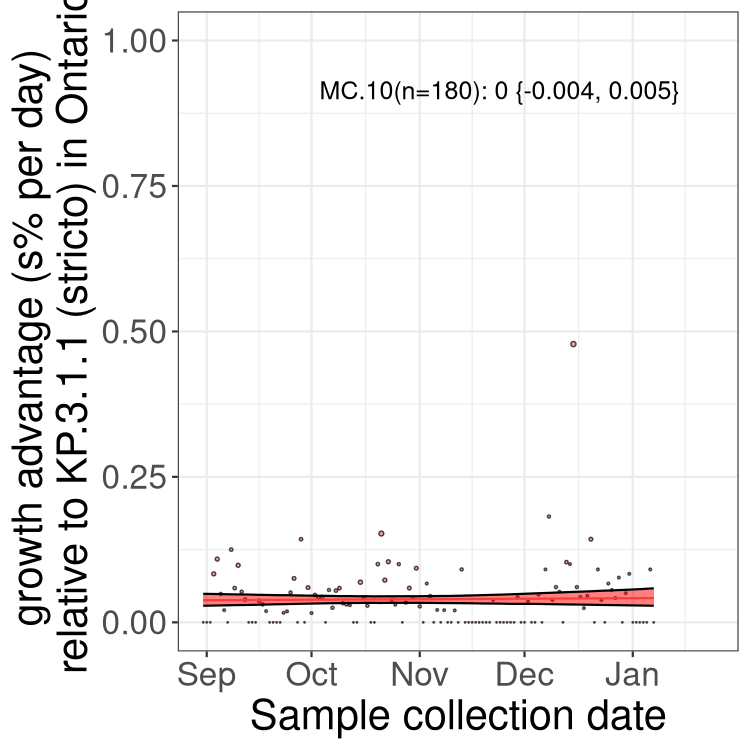 growth advantage (s% per day)
relative to KP.3.1.1 (stricto) in Ontario
1.00
0.75
0.50
0.25
0.00
MC.10(n=180): 0 {-0.004, 0.005}
Sep Oct Nov Dec Jan
Sample collection date